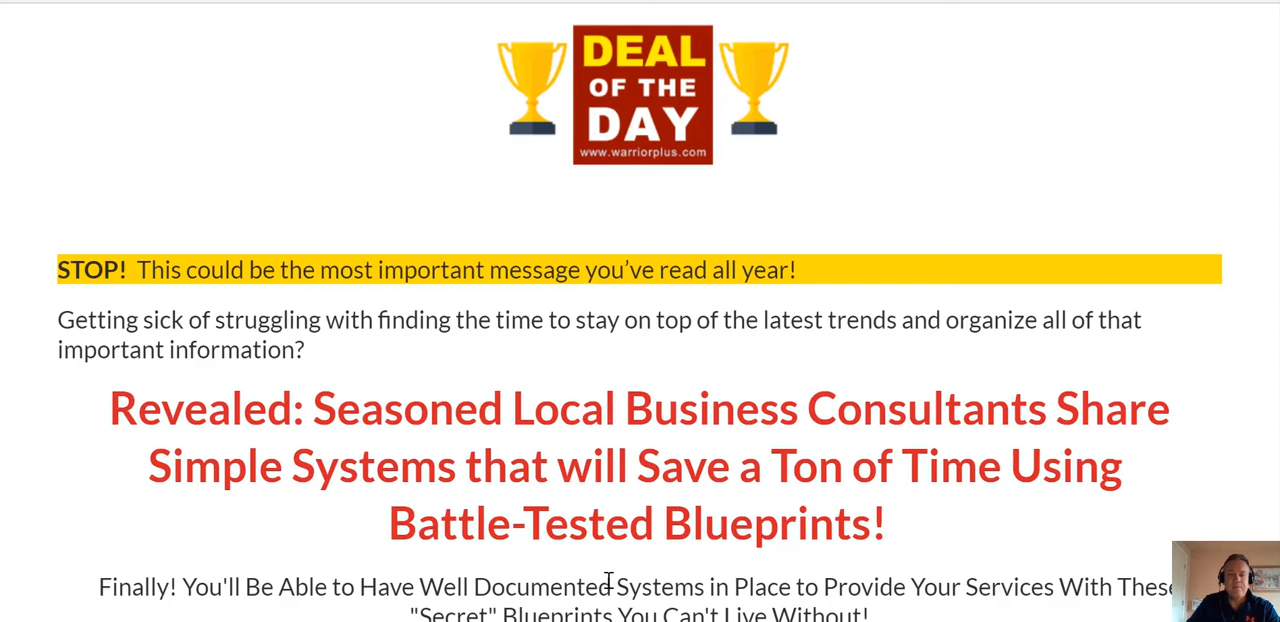 DEAL
OF THE
DAY
www.warriorplus.com
STOP! This could be the most important message you’ve read all year!
Getting sick of struggling with finding the time to stay on top of the latest trends and organize all of that
important information?
Revealed: Seasoned Local Business Consultants Share
Simple Systems that will Save a Ton of Time Using
Battle-Tested Blueprints!
Finally! You'll Be Able to Have Well Documented Systems in Place to Provide Your Services With These
"Secret" Blueprints You Can't Live Without!